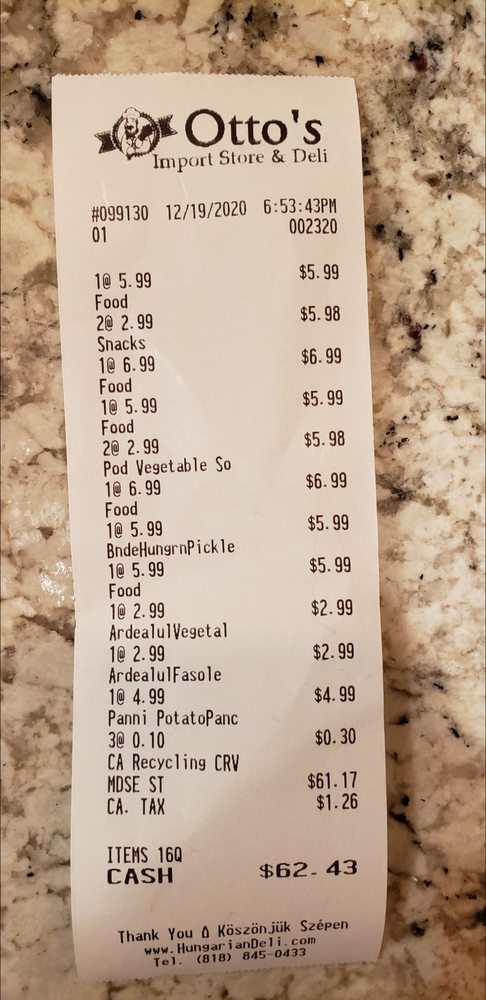 Otto's
Import Store & Deli
#099130 12/19/2020 6:53:43PM
01 002320
1@ 5.99 $5.99
Food
2@ 2.99 $5.98
Snacks
1@ 6.99 $6.99
Food
1@ 5.99 $5.99
Food
2@ 2.99 $5.98
Pod Vegetable So
1@ 6.99 $6.99
Food
1@ 5.99 $5.99
BndeHungrnPickle
1@ 5.99 $5.99
Food
1@ 2.99 $2.99
ArdealulVegetal
1@ 2.99 $2.99
ArdealulFasole
1@ 4.99 $4.99
Panni PotatoPanc
3@ 0.10 $0.30
CA Recycling CRV
MDSE ST $61.17
CA. TAX $1.26
ITEMS 16Q
CASH $62.43
Thank You Δ Köszönjük Szépen
www.HungarianDeli.com
Tel. (818) 845-0433